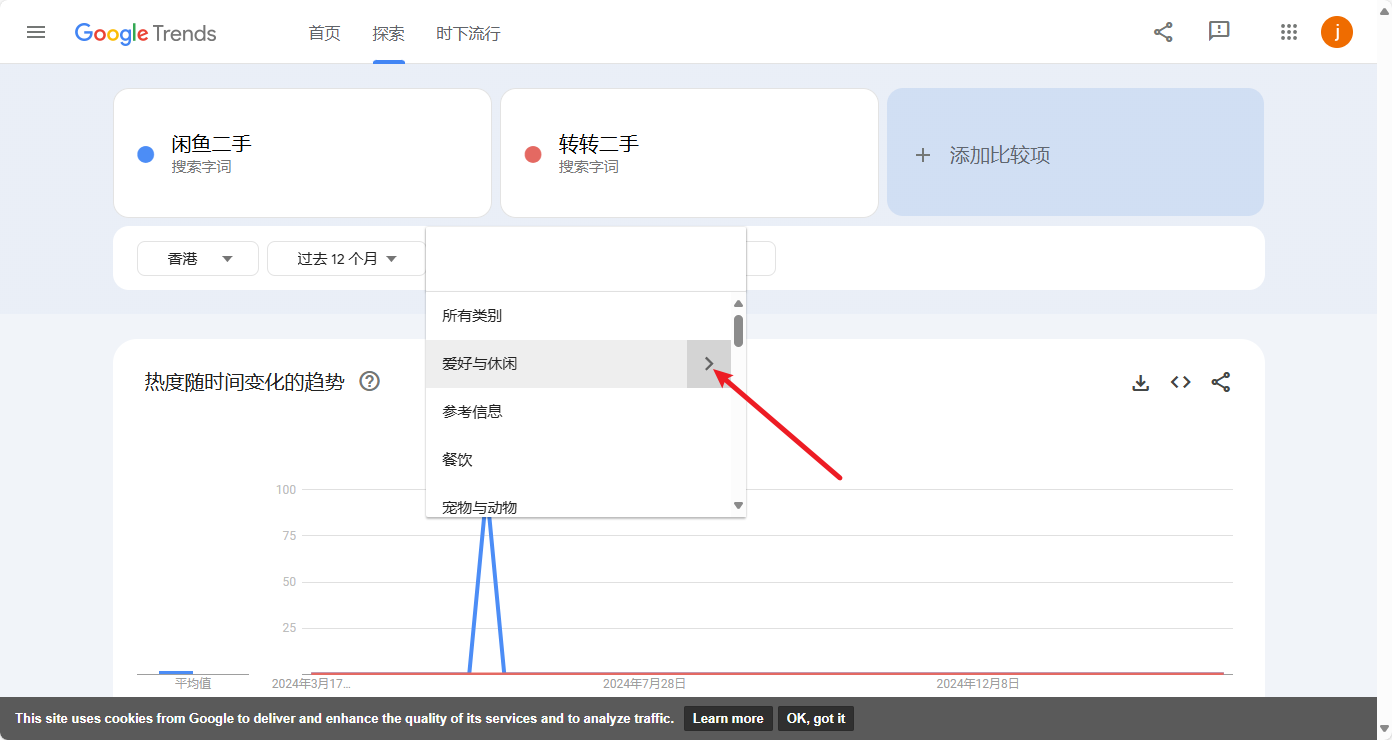 Google Trends
首页
探索
时下流行
j
闲鱼二手
搜索字词
转转二手
搜索字词
+ 添加比较项
香港
过去 12 个月
所有类别
爱好与休闲
参考信息
餐饮
宠物与动物
热度随时间变化的趋势
100
75
50
25
平均值
2024年3月17…
2024年7月28日
2024年12月8日
This site uses cookies from Google to deliver and enhance the quality of its services and to analyze traffic.
Learn more
OK, got it